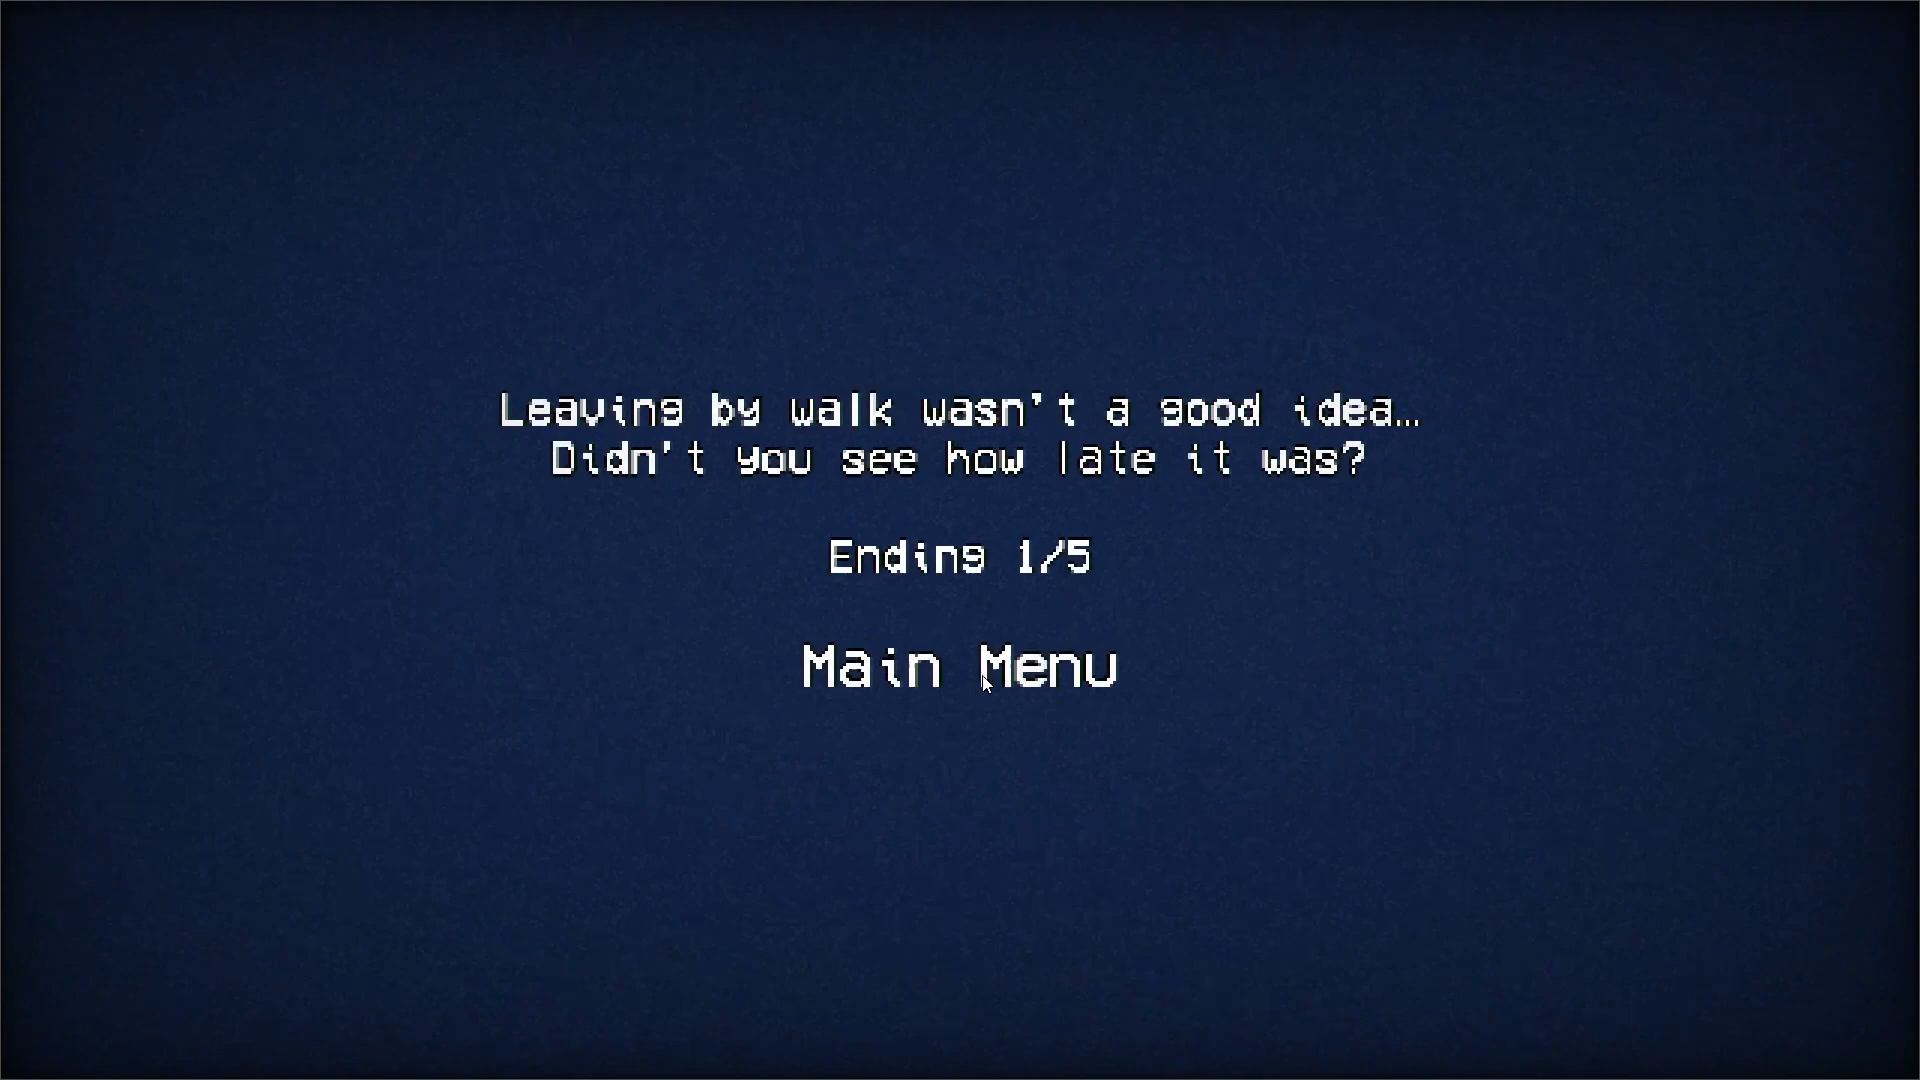 Leaving by walk wasn't a good idea...
Didn't you see how late it was?
Ending 1/5
Main Menu